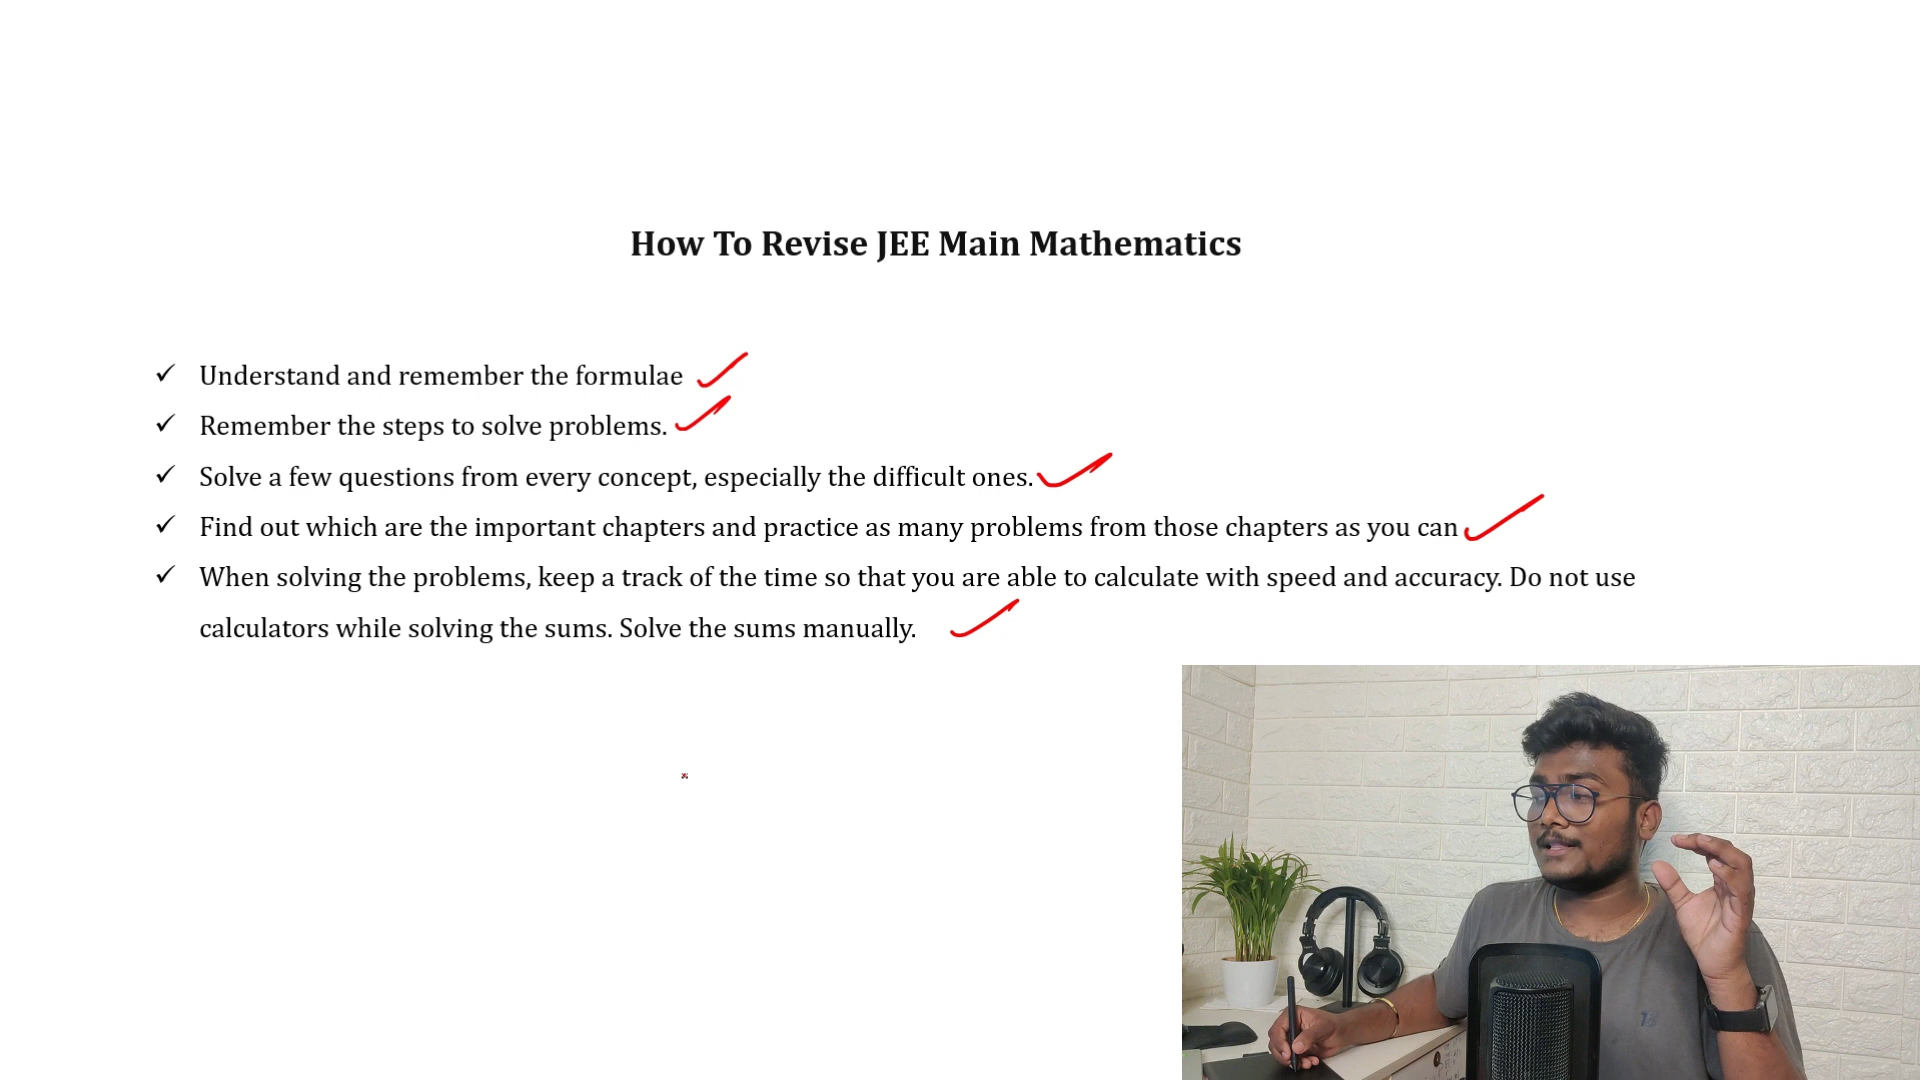 How To Revise JEE Main Mathematics
✓ Understand and remember the formulae
✓ Remember the steps to solve problems.
✓ Solve a few questions from every concept, especially the difficult ones.
✓ Find out which are the important chapters and practice as many problems from those chapters as you can
✓ When solving the problems, keep a track of the time so that you are able to calculate with speed and accuracy. Do not use
calculators while solving the sums. Solve the sums manually.